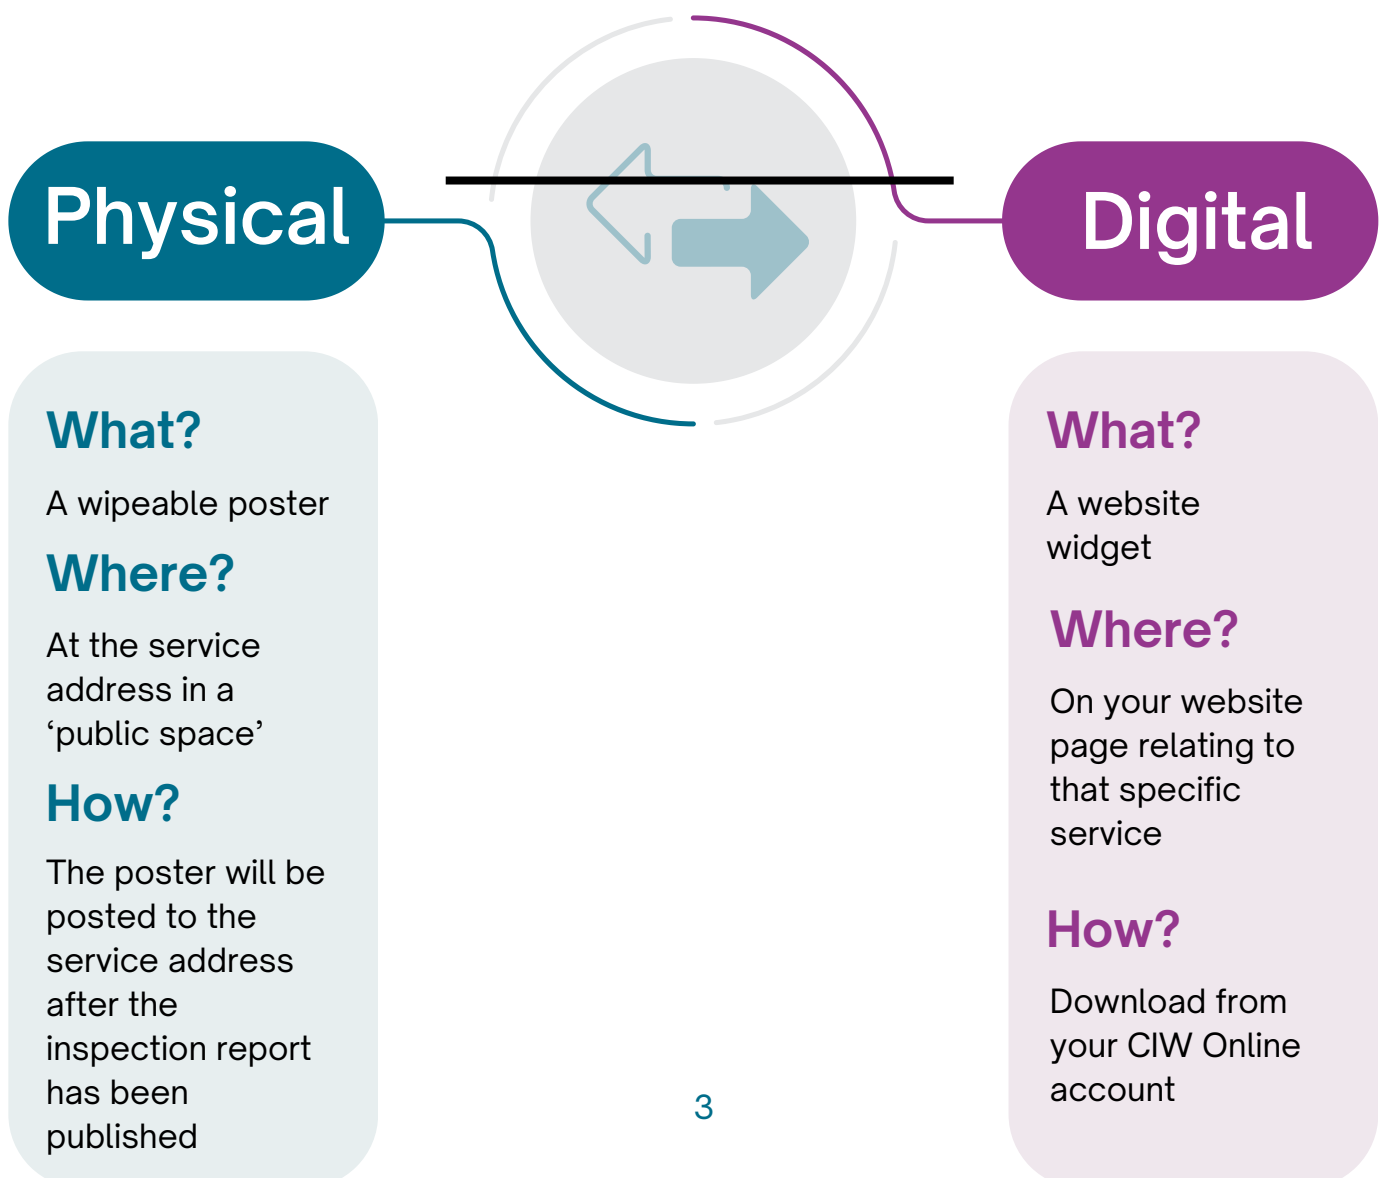 Physical
What?
A wipeable poster
Where?
At the service
address in a
‘public space’
How?
The poster will be
posted to the
service address
after the
inspection report
has been
published
Digital
What?
A website
widget
Where?
On your website
page relating to
that specific
service
How?
Download from
your CIW Online
account
3